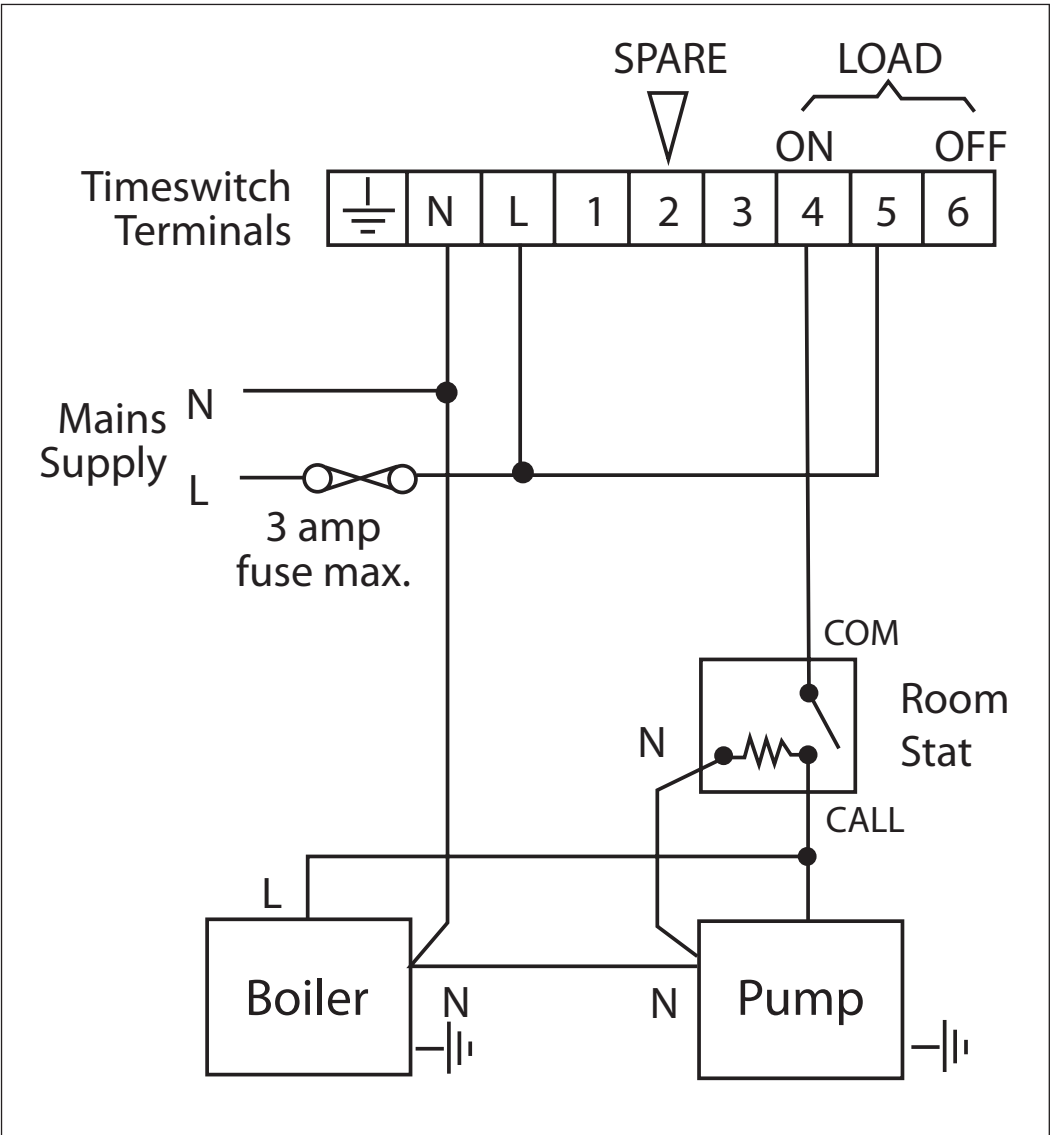 SPARE LOAD
ON OFF
Timeswitch
Terminals
N L 1 2 3 4 5 6
Mains
Supply
N
L
3 amp
fuse max.
COM
Room
Stat
N
CALL
L
Boiler
N
N
Pump